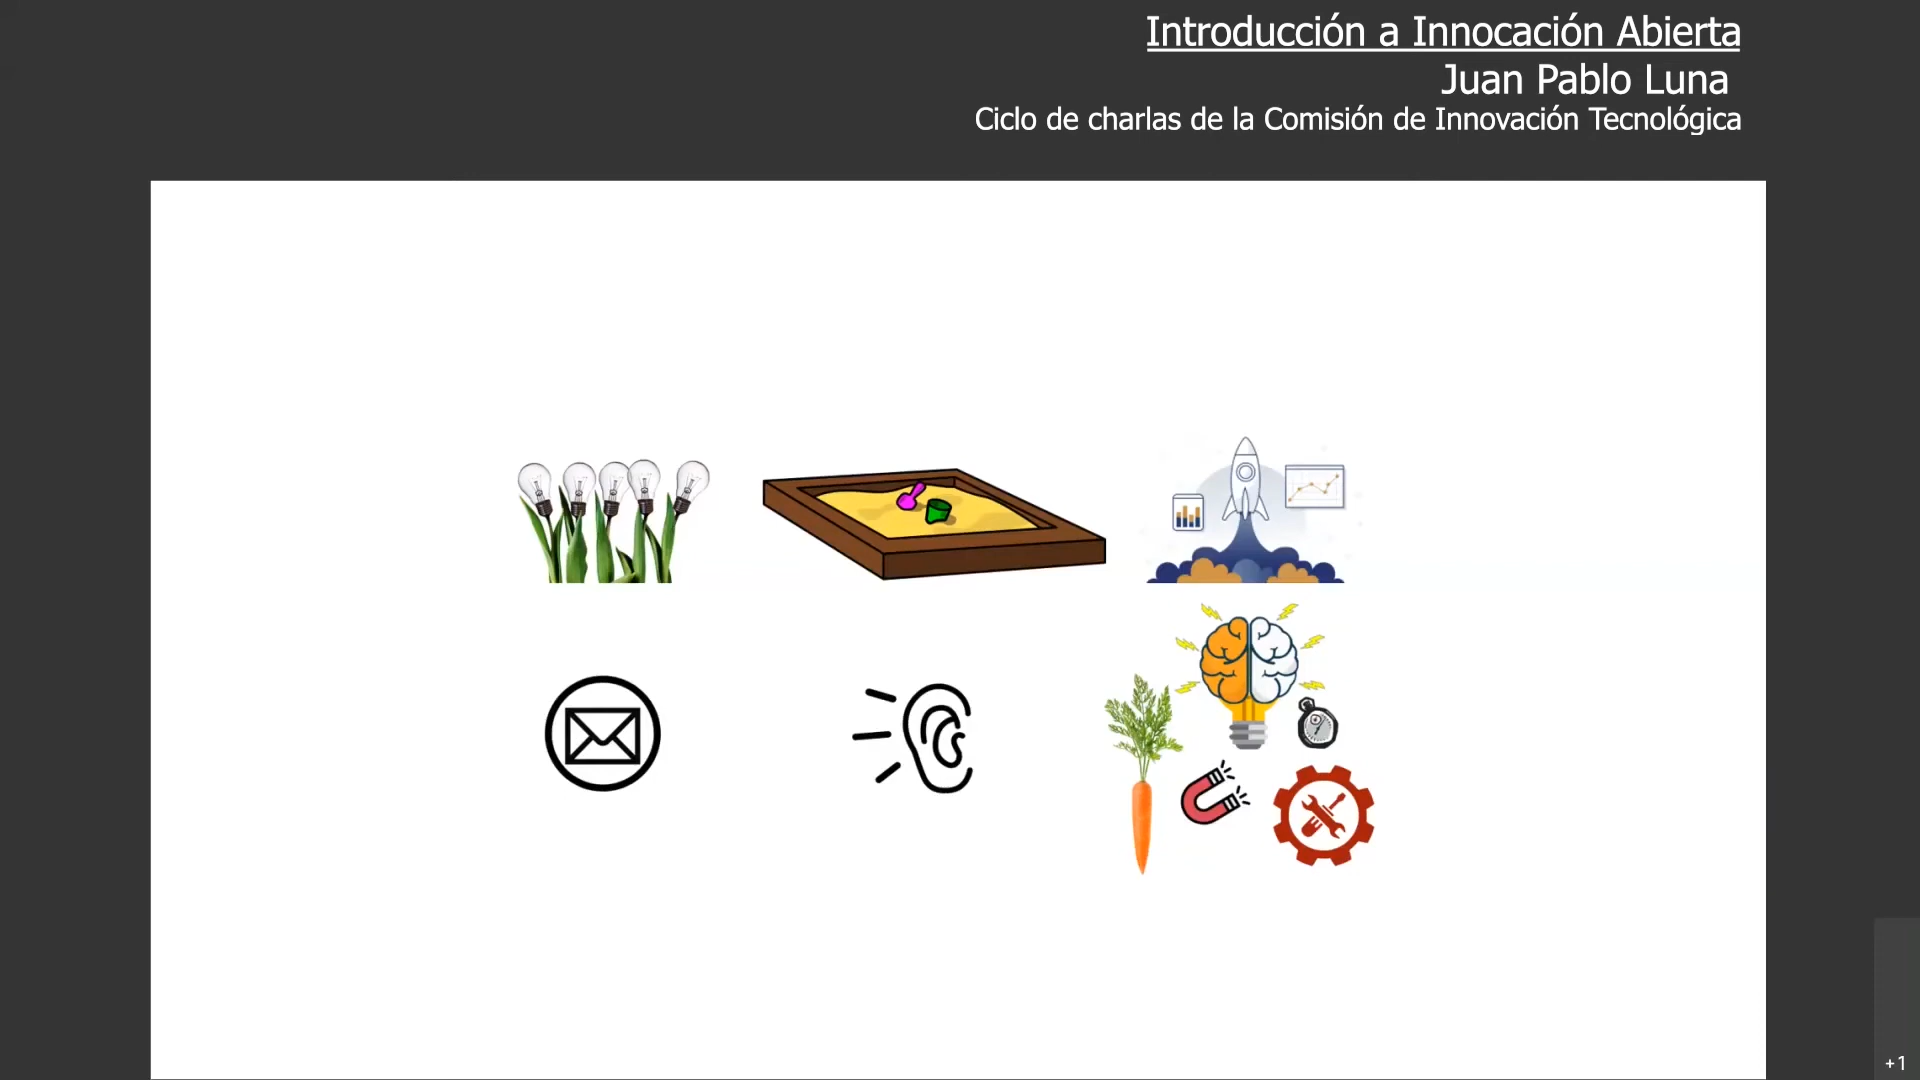 Introducción a Innocación Abierta
Juan Pablo Luna
Ciclo de charlas de la Comisión de Innovación Tecnológica
+1